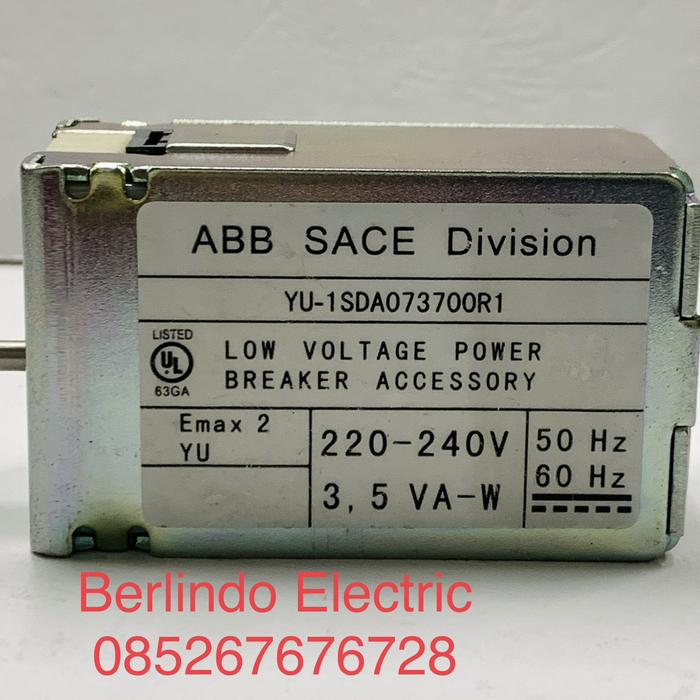 ABB SACE Division
YU-1SDA073700R1
LISTED
UL
63GA
LOW VOLTAGE POWER
BREAKER ACCESSORY
Emax 2
YU
220-240V
3,5 VA-W
50 Hz
60 Hz
Berlindo Electric
085267676728